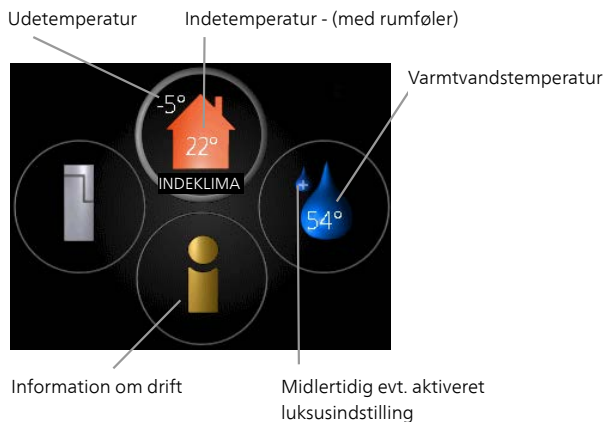 Udetemperatur
Indetemperatur - (med rumføler)
Varmtvandstemperatur
-5°
22°
INDEKLIMA
54°
Information om drift
Midlertidig evt. aktiveret
luksusindstilling